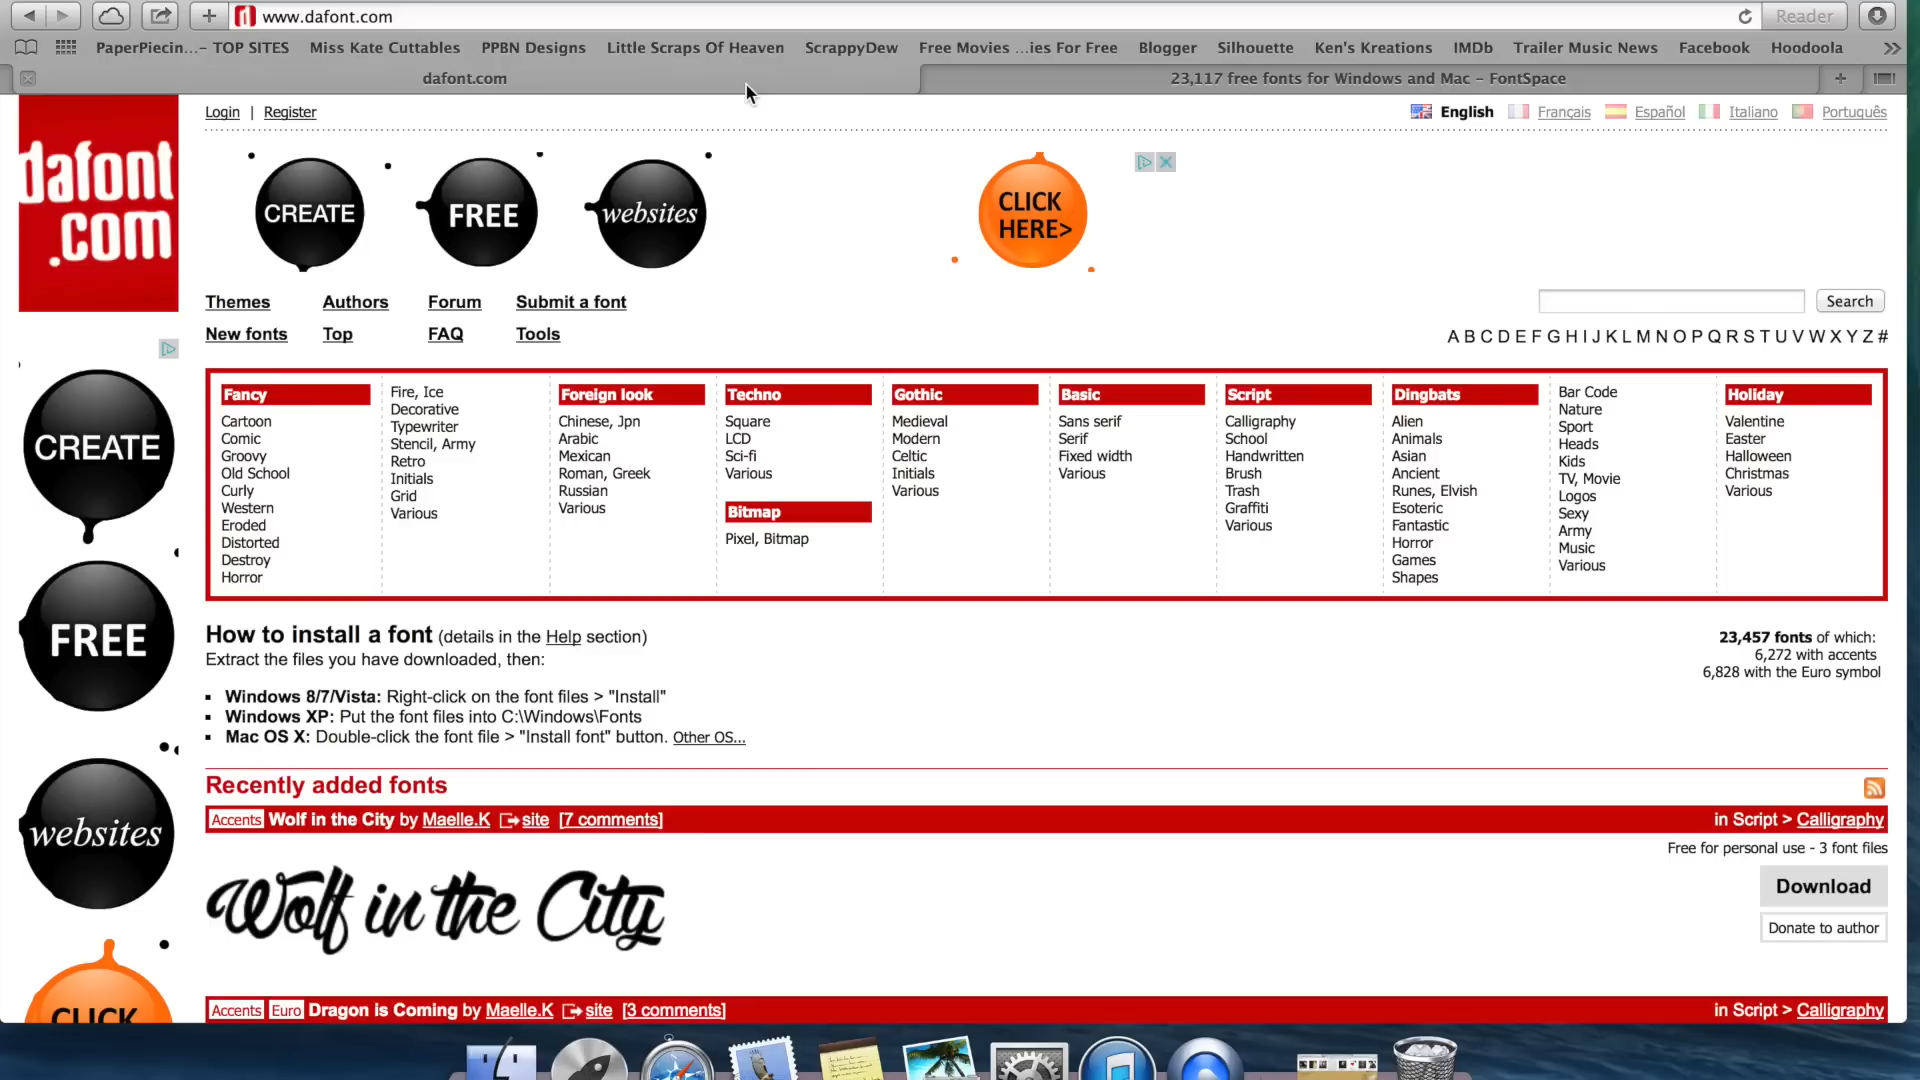 www.dafont.com
Reader
PaperPiecin...– TOP SITES Miss Kate Cuttables PPBN Designs Little Scraps Of Heaven ScrappyDew Free Movies ...ies For Free Blogger Silhouette Ken's Kreations IMDb Trailer Music News Facebook Hoodoola
dafont.com
23,117 free fonts for Windows and Mac – FontSpace
dafont
.com
Login | Register
English Français Español Italiano Português
CREATE FREE websites
CLICK
HERE>
Themes Authors Forum Submit a font
Search
New fonts Top FAQ Tools
A B C D E F G H I J K L M N O P Q R S T U V W X Y Z #
Fancy
Cartoon
Comic
Groovy
Old School
Curly
Western
Eroded
Distorted
Destroy
Horror
Fire, Ice
Decorative
Typewriter
Stencil, Army
Retro
Initials
Grid
Various
Foreign look
Chinese, Jpn
Arabic
Mexican
Roman, Greek
Russian
Various
Techno
Square
LCD
Sci-fi
Various
Bitmap
Pixel, Bitmap
Gothic
Medieval
Modern
Celtic
Initials
Various
Basic
Sans serif
Serif
Fixed width
Various
Script
Calligraphy
School
Handwritten
Brush
Trash
Graffiti
Various
Dingbats
Alien
Animals
Asian
Ancient
Runes, Elvish
Esoteric
Fantastic
Horror
Games
Shapes
Bar Code
Nature
Sport
Heads
Kids
TV, Movie
Logos
Sexy
Army
Music
Various
Holiday
Valentine
Easter
Halloween
Christmas
Various
CREATE
FREE
websites
CLICK
How to install a font (details in the Help section)
Extract the files you have downloaded, then:
Windows 8/7/Vista: Right-click on the font files > "Install"
Windows XP: Put the font files into C:\Windows\Fonts
Mac OS X: Double-click the font file > "Install font" button. Other OS...
23,457 fonts of which:
6,272 with accents
6,828 with the Euro symbol
Recently added fonts
Accents Wolf in the City by Maelle.K site [7 comments]
in Script > Calligraphy
Free for personal use - 3 font files
Wolf in the City
Download
Donate to author
Accents Euro Dragon is Coming by Maelle.K site [3 comments]
in Script > Calligraphy